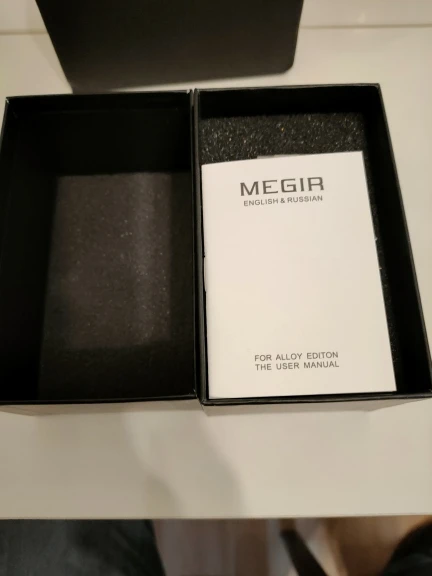 MEGIR
ENGLISH & RUSSIAN
FOR ALLOY EDITON
THE USER MANUAL